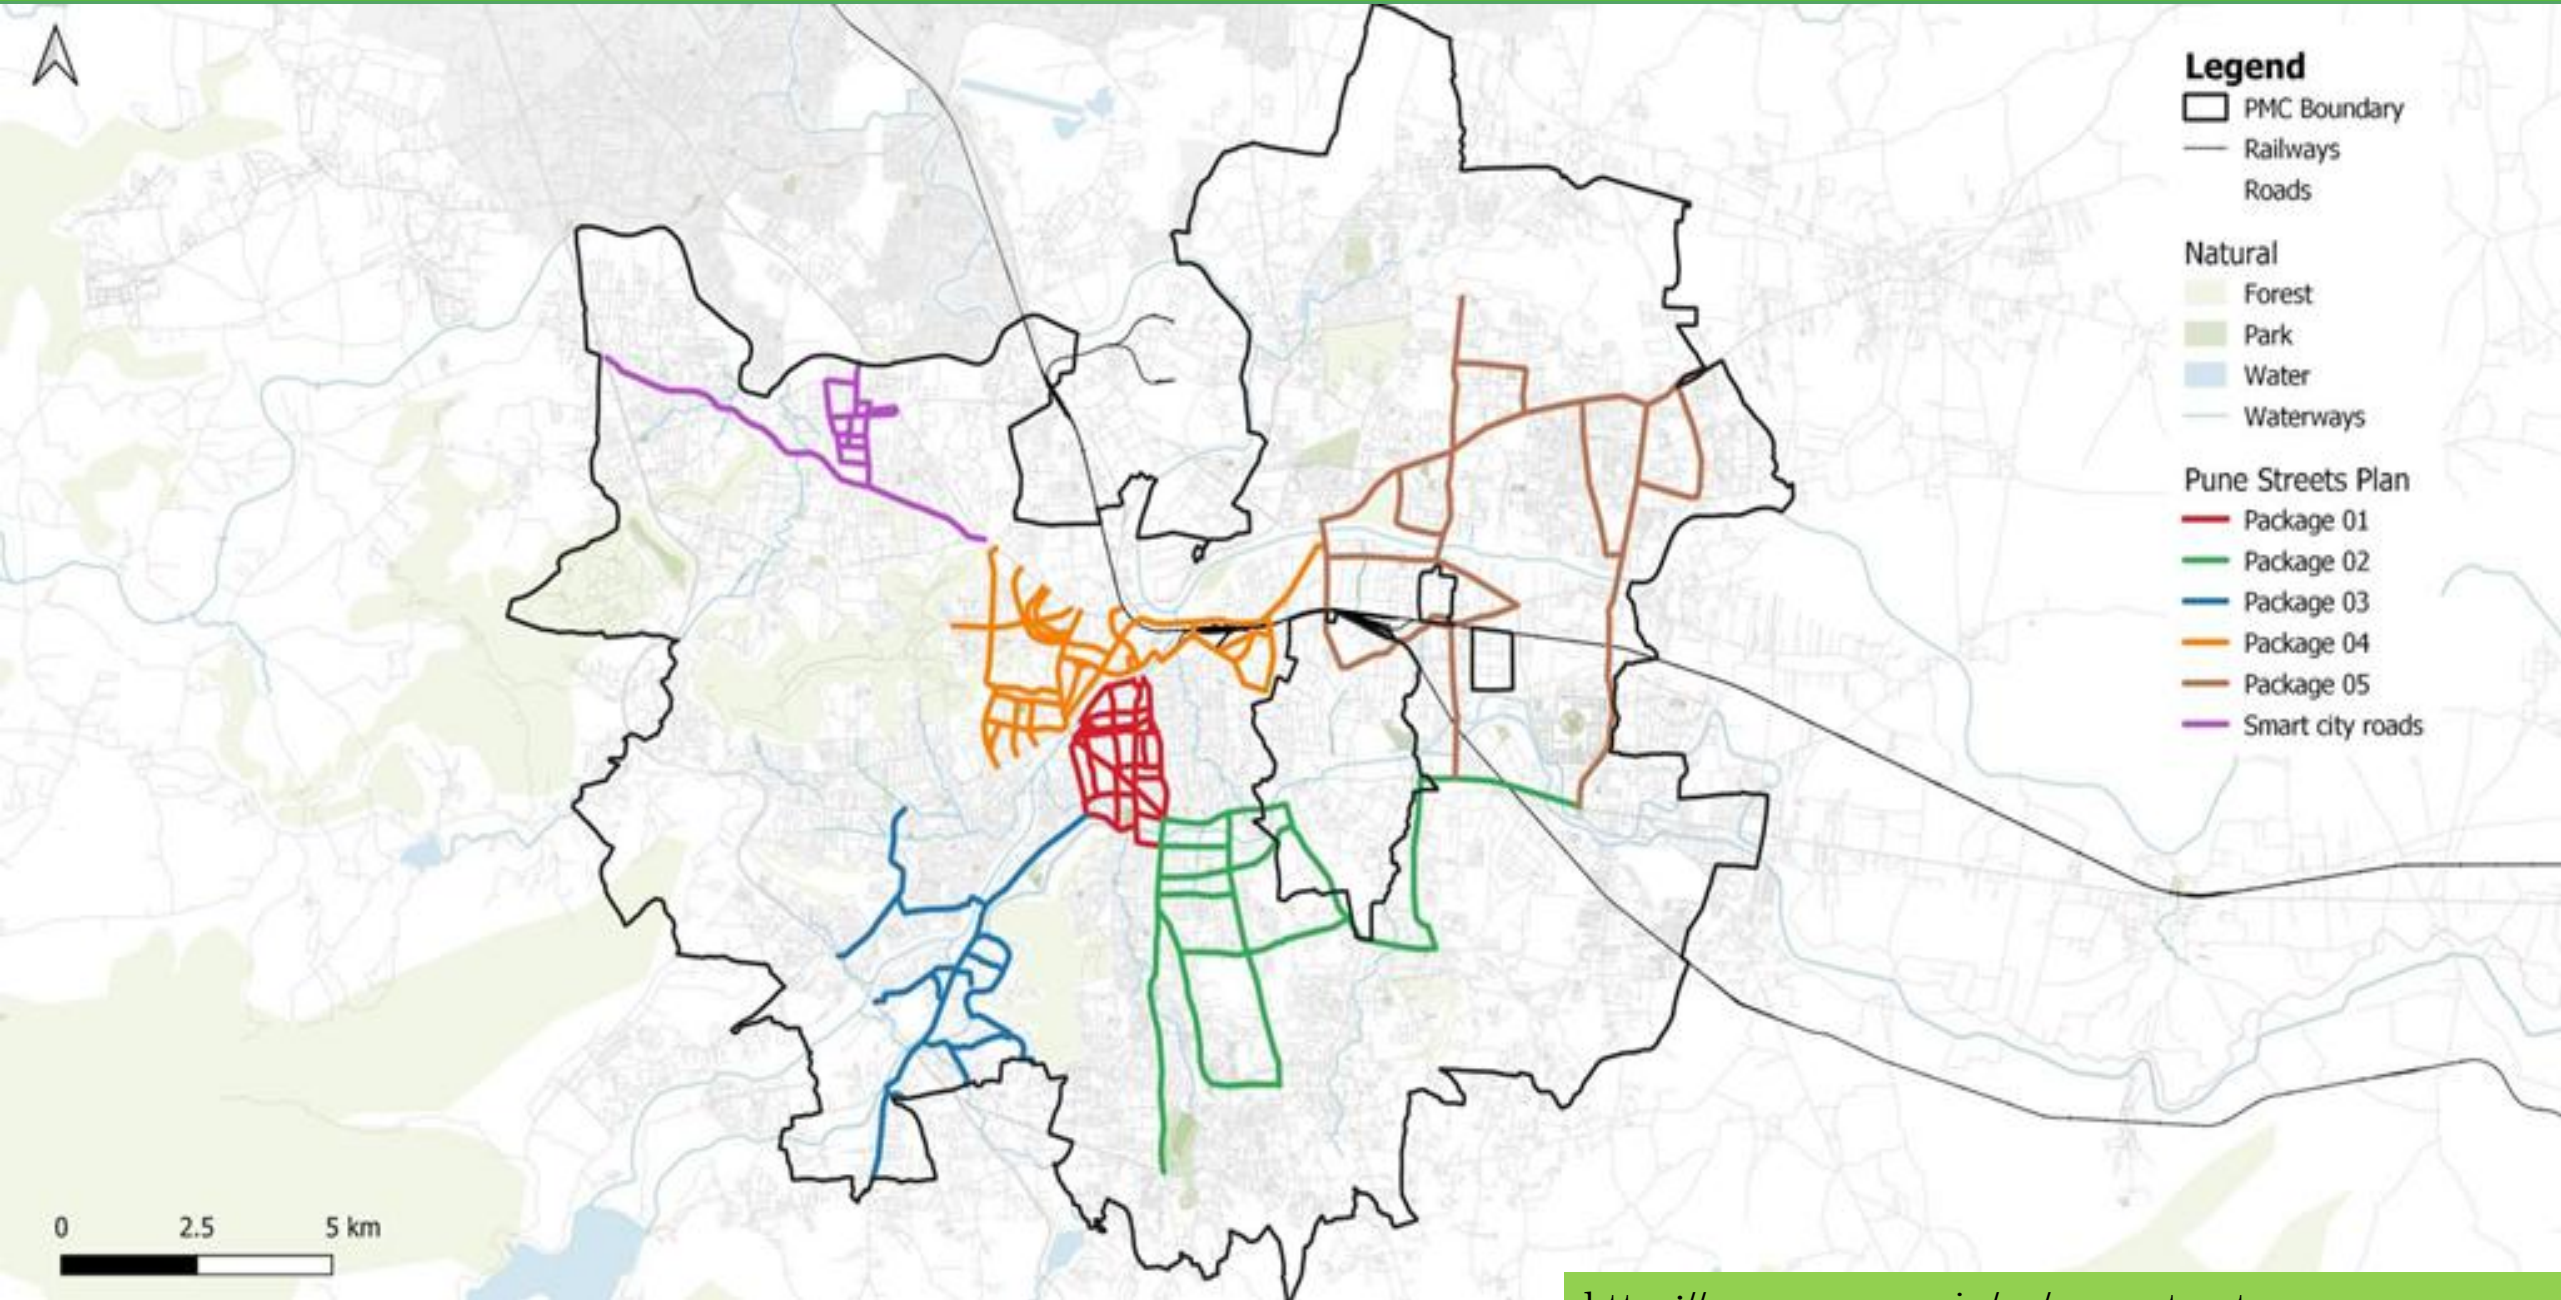 Legend
PMC Boundary
Railways
Roads
Natural
Forest
Park
Water
Waterways
Pune Streets Plan
Package 01
Package 02
Package 03
Package 04
Package 05
Smart city roads
0 2.5 5 km